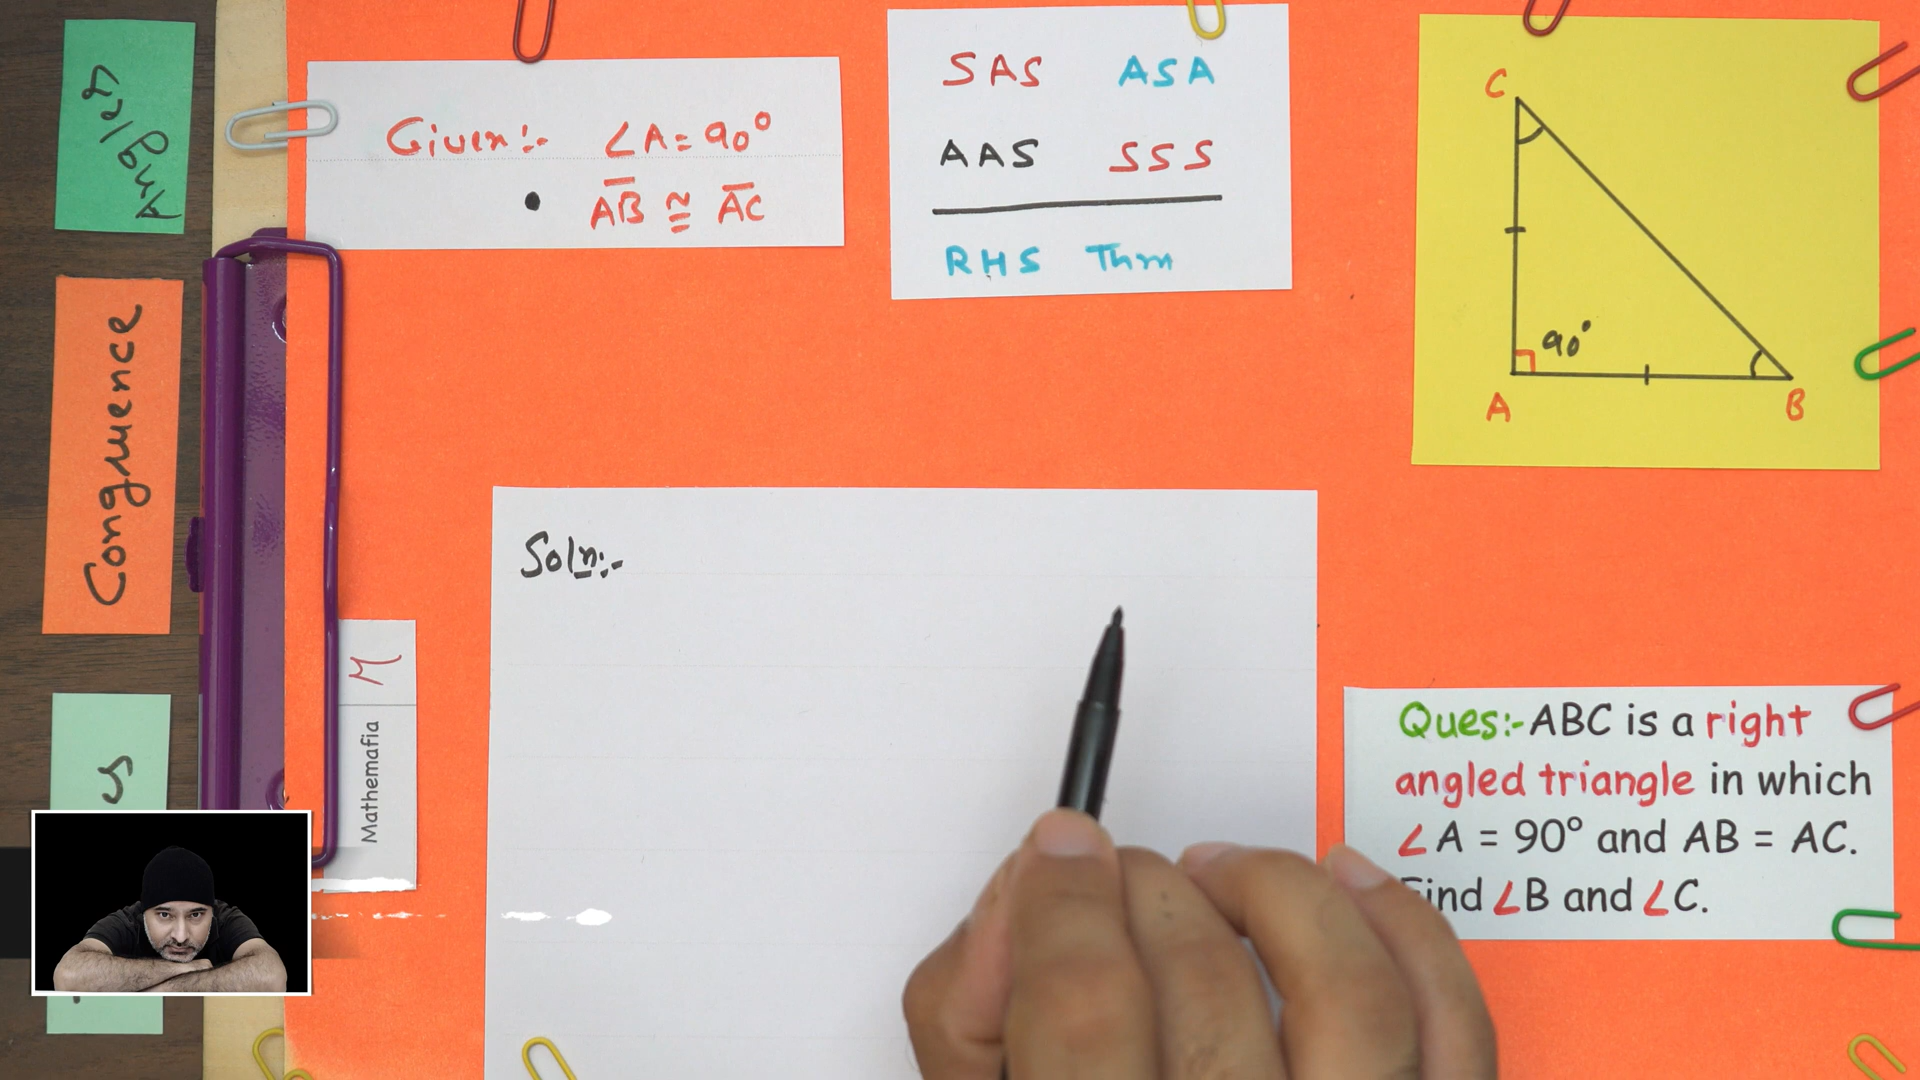 Angles
Congruence
Given:- ∠A=90°
• AB ≅ AC
SAS ASA
AAS SSS
RHS Thm
C
90°
A B
Soln:-
M
Mathemafia
Ques:- ABC is a right
angled triangle in which
∠A = 90° and AB = AC.
Find ∠B and ∠C.